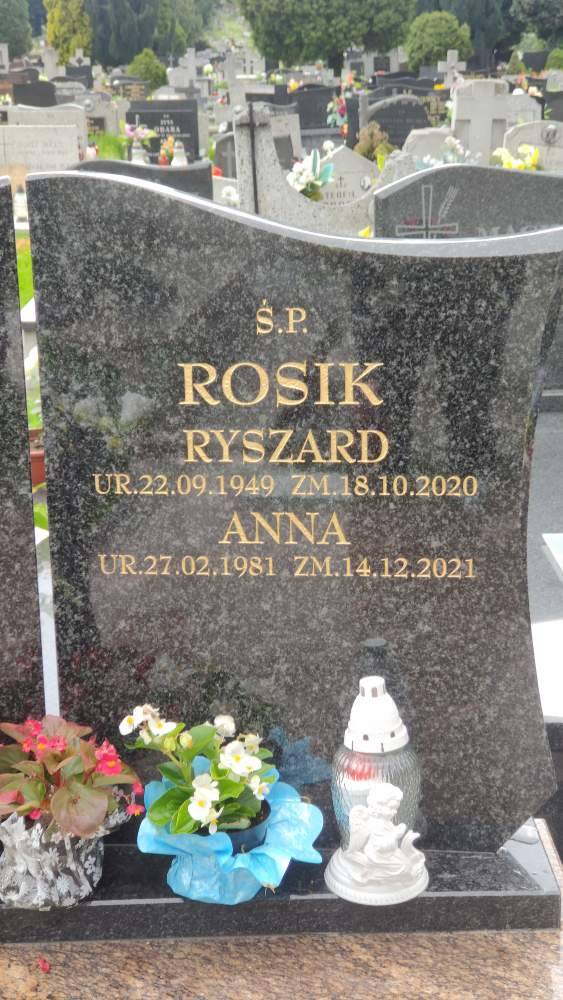 Ś.P.
ROSIK
RYSZARD
UR.22.09.1949 ZM.18.10.2020
ANNA
UR.27.02.1981 ZM.14.12.2021